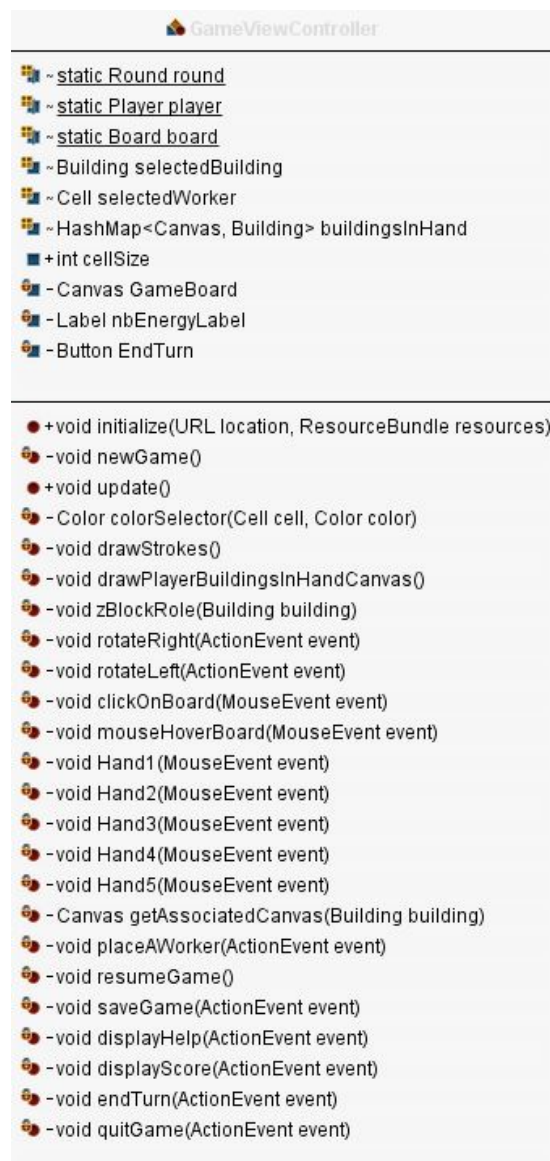 GameViewController
~ static Round round
~ static Player player
~ static Board board
~ Building selectedBuilding
~ Cell selectedWorker
~ HashMap<Canvas, Building> buildingsInHand
+ int cellSize
- Canvas GameBoard
- Label nbEnergyLabel
- Button EndTurn
+ void initialize(URL location, ResourceBundle resources)
- void newGame()
+ void update()
- Color colorSelector(Cell cell, Color color)
- void drawStrokes()
- void drawPlayerBuildingsInHandCanvas()
- void zBlockRole(Building building)
- void rotateRight(ActionEvent event)
- void rotateLeft(ActionEvent event)
- void clickOnBoard(MouseEvent event)
- void mouseHoverBoard(MouseEvent event)
- void Hand1(MouseEvent event)
- void Hand2(MouseEvent event)
- void Hand3(MouseEvent event)
- void Hand4(MouseEvent event)
- void Hand5(MouseEvent event)
- Canvas getAssociatedCanvas(Building building)
- void placeAWorker(ActionEvent event)
- void resumeGame()
- void saveGame(ActionEvent event)
- void displayHelp(ActionEvent event)
- void displayScore(ActionEvent event)
- void endTurn(ActionEvent event)
- void quitGame(ActionEvent event)